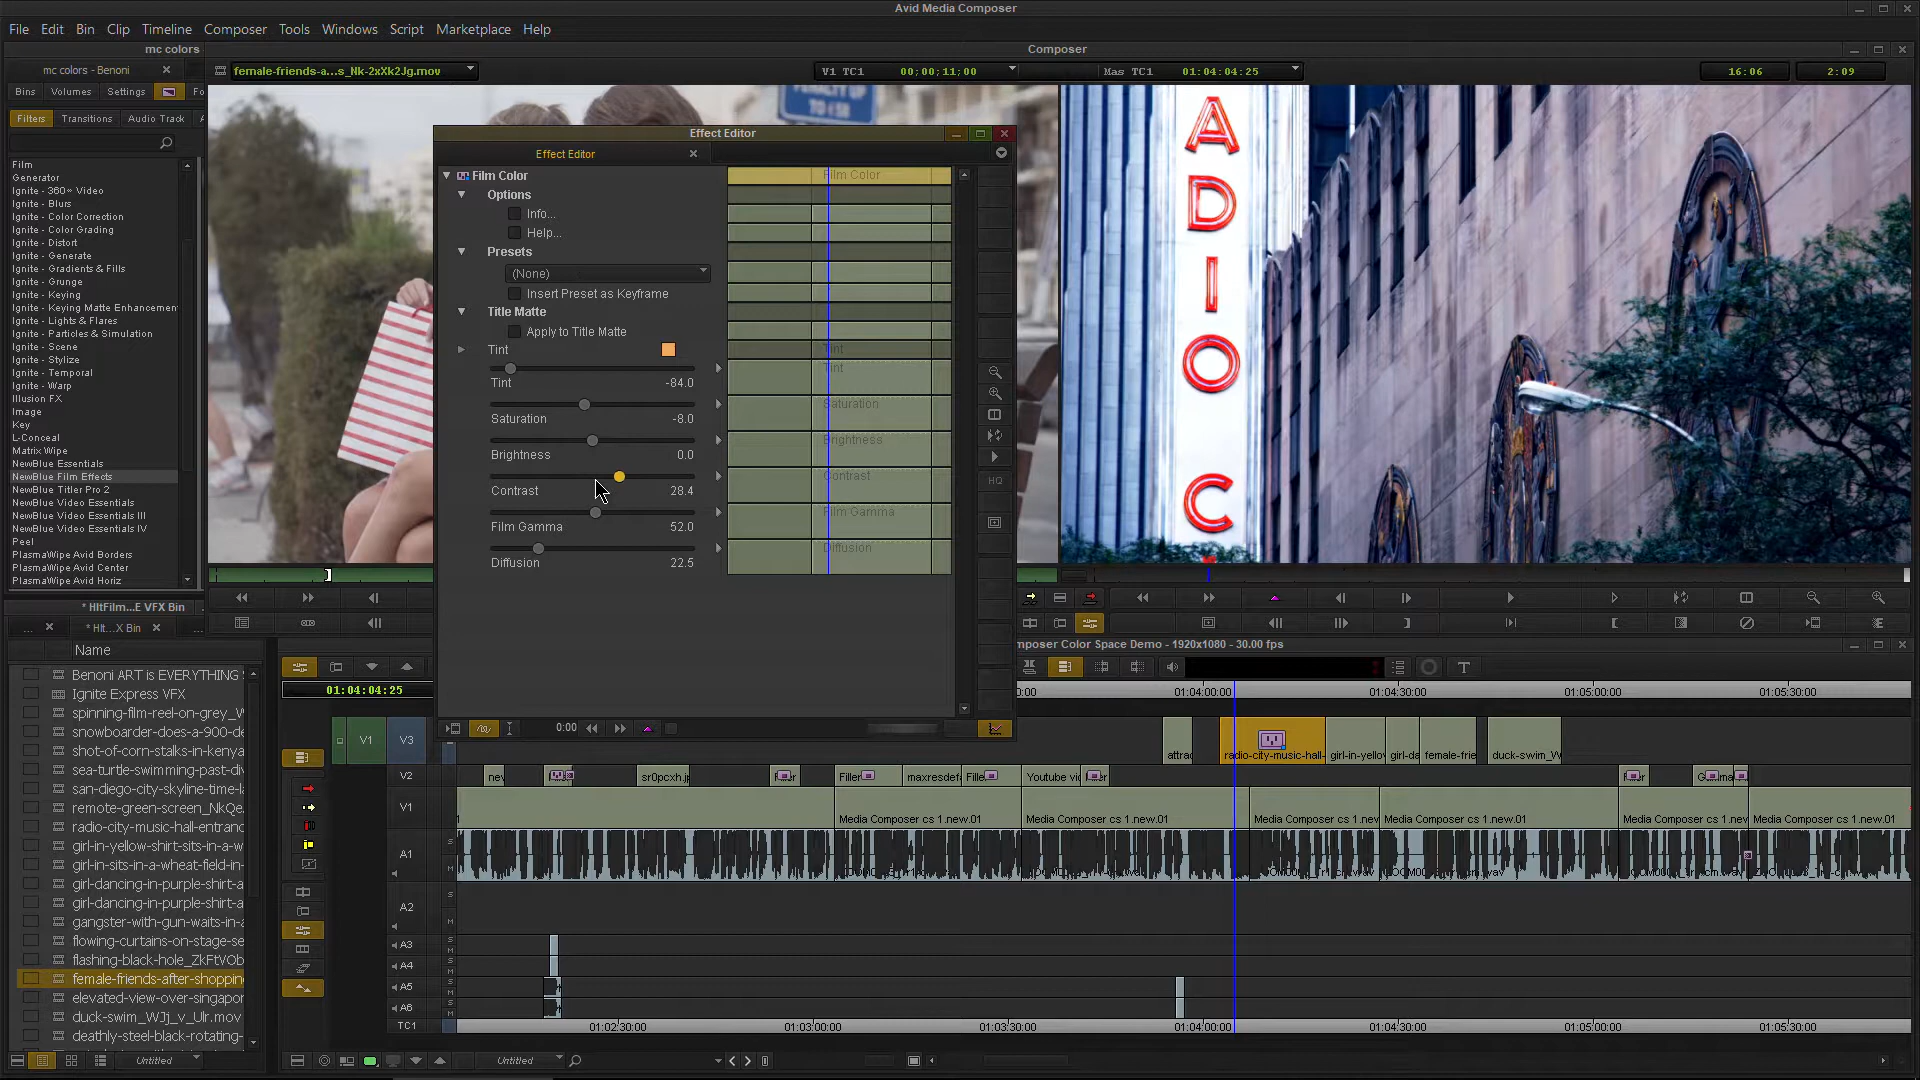 Avid Media Composer
File Edit Bin Clip Timeline Composer Tools Windows Script Marketplace Help
mc colors
Composer
mc colors - Benoni
female-friends-a...s_Nk-2xXk2Jg.mov
V1 TC1 00;00;11;00
Mas TC1 01:04:04:25
16:06
2:09
Bins Volumes Settings Fo
Filters Transitions Audio Track A
Film
Generator
Ignite - 360° Video
Ignite - Blurs
Ignite - Color Correction
Ignite - Color Grading
Ignite - Distort
Ignite - Generate
Ignite - Gradients & Fills
Ignite - Grunge
Ignite - Keying
Ignite - Keying Matte Enhancemen
Ignite - Lights & Flares
Ignite - Particles & Simulation
Ignite - Scene
Ignite - Stylize
Ignite - Temporal
Ignite - Warp
Illusion FX
Image
Key
L-Conceal
Matrix Wipe
NewBlue Essentials
NewBlue Film Effects
NewBlue Titler Pro 2
NewBlue Video Essentials
NewBlue Video Essentials III
NewBlue Video Essentials IV
Peel
PlasmaWipe Avid Borders
PlasmaWipe Avid Center
PlasmaWipe Avid Horiz
UP TO
Effect Editor
Effect Editor
Film Color
Options
Info...
Help...
Presets
(None)
Insert Preset as Keyframe
Title Matte
Apply to Title Matte
Tint
Tint -84.0
Saturation -8.0
Brightness 0.0
Contrast 28.4
Film Gamma 52.0
Diffusion 22.5
Film Color
Tint
Tint
Saturation
Brightness
Contrast
Film Gamma
Diffusion
HQ
0:00
A
D
I
O
C
* HItFilm...E VFX Bin
... * HIt...X Bin ...
Name
Benoni ART is EVERYTHING
Ignite Express VFX
spinning-film-reel-on-grey_V
snowboarder-does-a-900-de
shot-of-corn-stalks-in-kenya
sea-turtle-swimming-past-di
san-diego-city-skyline-time-l
remote-green-screen_NkQe
radio-city-music-hall-entranc
girl-in-yellow-shirt-sits-in-a-w
girl-in-sits-in-a-wheat-field-in-
girl-dancing-in-purple-shirt-a
girl-dancing-in-purple-shirt-a
gangster-with-gun-waits-in-a
flowing-curtains-on-stage-se
flashing-black-hole_ZkFtVOb
female-friends-after-shoppin
elevated-view-over-singapor
duck-swim_WJj_v_Ulr.mov
deathly-steel-black-rotating-
Untitled
mposer Color Space Demo - 1920x1080 - 30.00 fps
01:04:04:25
0:00 01:04:00:00 01:04:30:00 01:05:00:00 01:05:30:00
V1 V3
attrac radio-city-music-hall- girl-in-yellov girl-da female-frie duck-swim_W
V2 nev sr0pcxh.j Filler maxresdef Fille Youtube vi
V1 Media Composer cs 1.new.01 Media Composer cs 1.new.01 Media Composer cs 1.nev Media Composer cs 1.new.01 Media Composer cs 1.nev Media Composer cs 1.new.01
A1
A2
A3
A4
A5
A6
TC1 01:02:30:00 01:03:00:00 01:03:30:00 01:04:00:00 01:04:30:00 01:05:00:00 01:05:30:00
Untitled